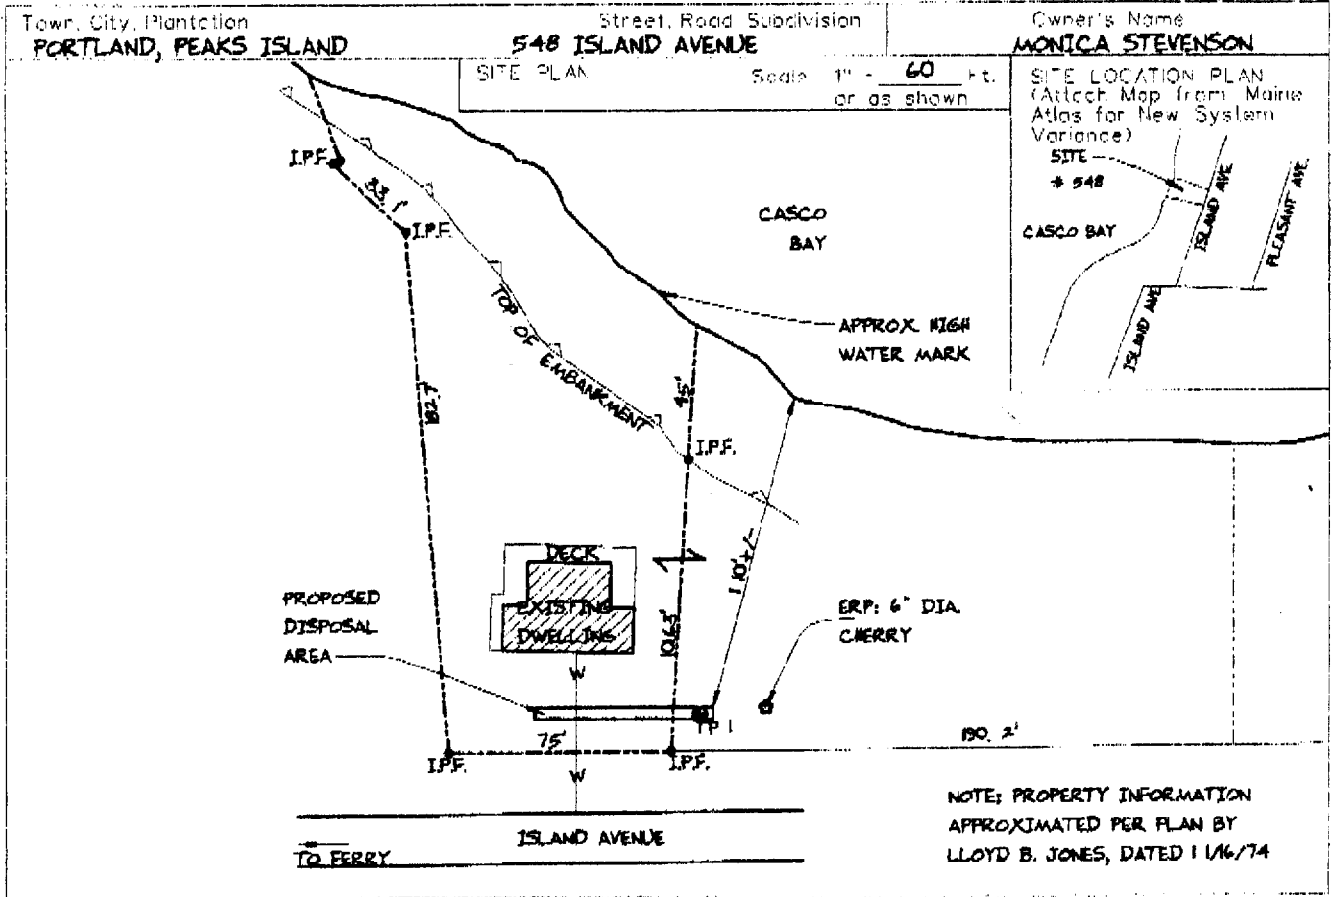 Town, City, Plantation
PORTLAND, PEAKS ISLAND
Street, Road Subdivision
548 ISLAND AVENUE
Owner's Name
MONICA STEVENSON
SITE PLAN
Scale 1" - 60 Ft.
or as shown
SITE LOCATION PLAN
(Attach Map from Maine
Atlas for New System
Variance)
SITE
# 548
CASCO BAY
ISLAND AVE.
PLEASANT AVE.
ISLAND AVE
I.P.F.
33.1'
I.P.F.
CASCO
BAY
TOP OF EMBANKMENT
APPROX. HIGH
WATER MARK
182.7'
45'
I.P.F.
110' +/-
DECK
EXISTING
DWELLING
106.63'
PROPOSED
DISPOSAL
AREA
ERP: 6" DIA.
CHERRY
W
TP 1
75'
190.2'
I.P.F.
I.P.F.
W
ISLAND AVENUE
TO FERRY
NOTE: PROPERTY INFORMATION
APPROXIMATED PER PLAN BY
LLOYD B. JONES, DATED 11/16/74